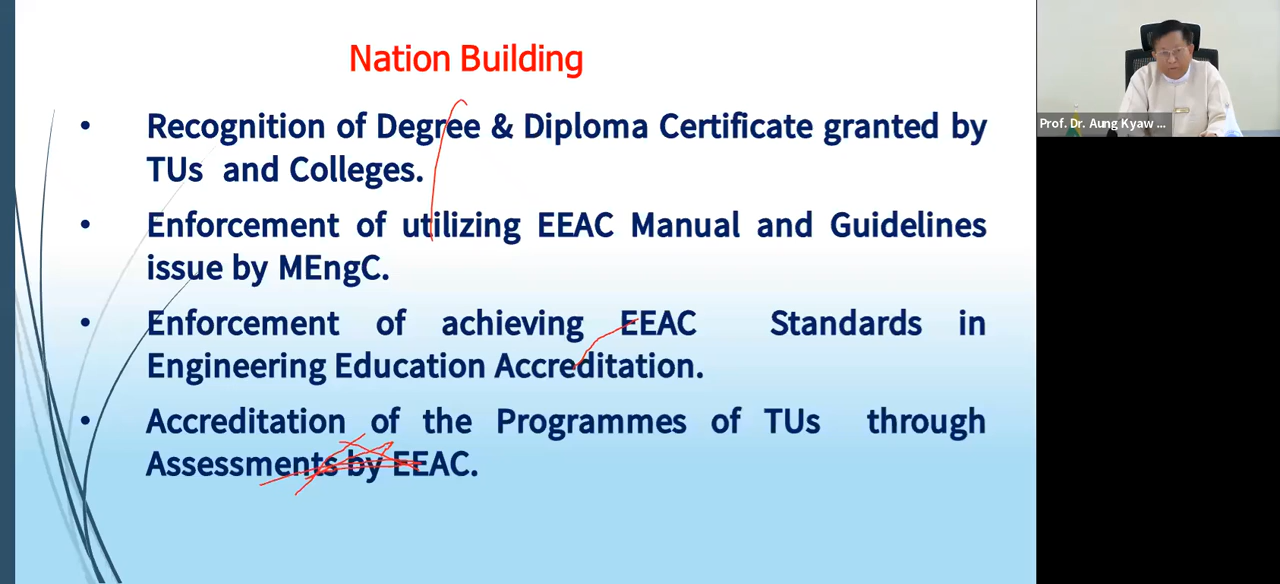 Nation Building
• Recognition of Degree & Diploma Certificate granted by
TUs and Colleges.
• Enforcement of utilizing EEAC Manual and Guidelines
issue by MEngC.
• Enforcement of achieving EEAC Standards in
Engineering Education Accreditation.
• Accreditation of the Programmes of TUs through
Assessments by EEAC.
Prof. Dr. Aung Kyaw ...